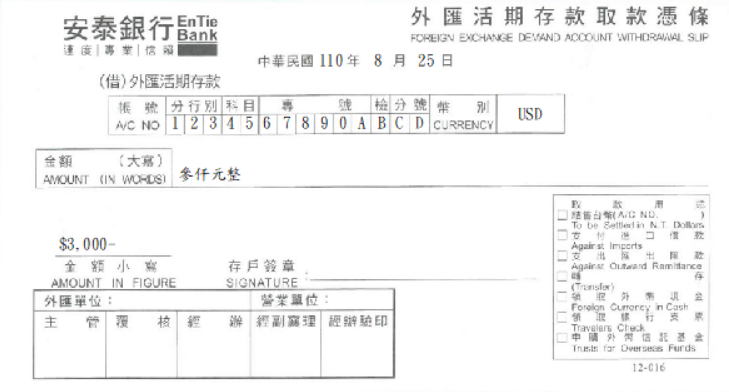 安泰銀行 EnTie Bank
速度|專業|信賴
外匯活期存款取款憑條
FOREIGN EXCHANGE DEMAND ACCOUNT WITHDRAWAL SLIP
中華民國 110 年 8 月 25 日
(借)外匯活期存款
帳號 分行別 科目 專號 檢 分號 幣別 USD
A/C NO 1 2 3 4 5 6 7 8 9 0 A B C D CURRENCY
金額 (大寫) 參仟元整
AMOUNT (IN WORDS)
$3,000-
金額小寫 存戶簽章:
AMOUNT IN FIGURE SIGNATURE
外匯單位: 營業單位:
主管 覆核 經辦 經副襄理 經辦驗印
取款用途
□ 結售台幣(A/C NO. )
To be Settled in N.T. Dollars
□ 支付進口借款
Against Imports
□ 支出匯出匯款
Against Outward Remittance
□ 轉存
(Transfer)
□ 領取外幣現金
Foreign Currency in Cash
□ 領取旅行支票
Travelers Check
□ 申購外幣信託基金
Trusts for Overseas Funds
12-016